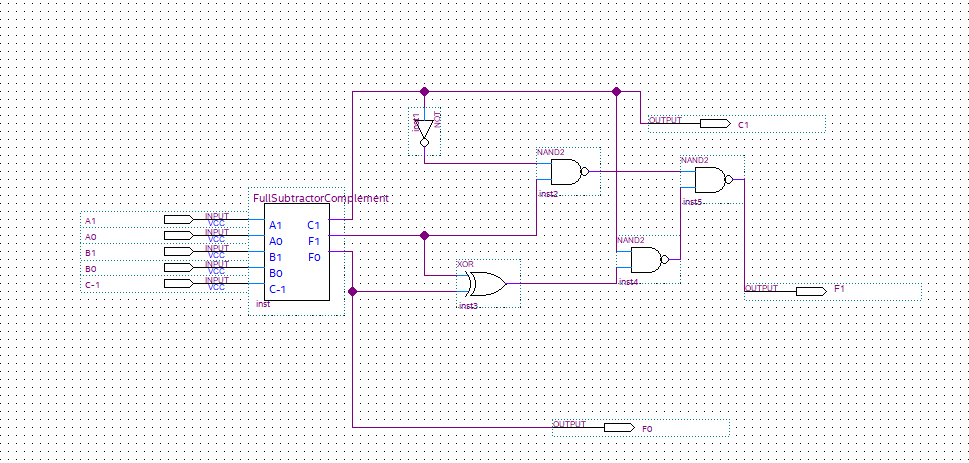 NOT
inst1
OUTPUT
C1
NAND2
inst2
NAND2
inst5
FullSubtractorComplement
A1
INPUT
VCC
A0
INPUT
VCC
B1
INPUT
VCC
B0
INPUT
VCC
C-1
INPUT
VCC
A1
A0
B1
B0
C-1
C1
F1
F0
inst
NAND2
inst4
XOR
inst3
OUTPUT
F1
OUTPUT
F0